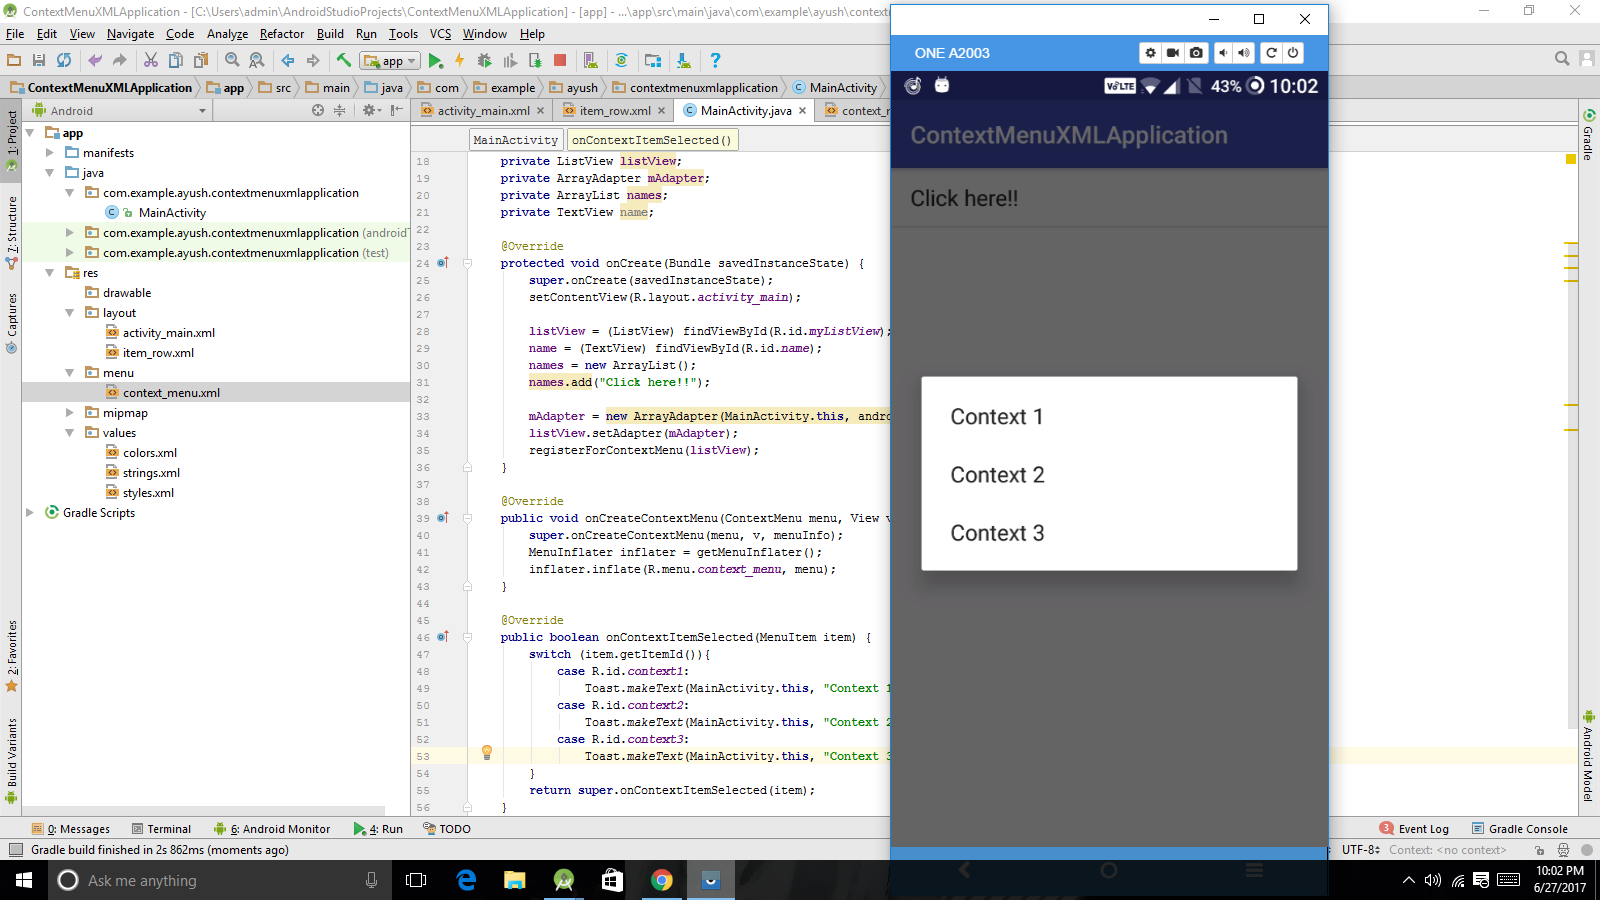 ContextMenuXMLApplication - [C:\Users\admin\AndroidStudioProjects\ContextMenuXMLApplication] - [app] - ...\app\src\main\java\com\example\ayush\context
File Edit View Navigate Code Analyze Refactor Build Run Tools VCS Window Help
app
ContextMenuXMLApplication app src main java com example ayush contextmenuxmlapplication MainActivity
Android
activity_main.xml item_row.xml MainActivity.java context_r
MainActivity onContextItemSelected()
1: Project
7: Structure
Captures
2: Favorites
Build Variants
app
manifests
java
com.example.ayush.contextmenuxmlapplication
MainActivity
com.example.ayush.contextmenuxmlapplication (android
com.example.ayush.contextmenuxmlapplication (test)
res
drawable
layout
activity_main.xml
item_row.xml
menu
context_menu.xml
mipmap
values
colors.xml
strings.xml
styles.xml
Gradle Scripts
18 private ListView listView;
19 private ArrayAdapter mAdapter;
20 private ArrayList names;
21 private TextView name;
22
23 @Override
24 protected void onCreate(Bundle savedInstanceState) {
25 super.onCreate(savedInstanceState);
26 setContentView(R.layout.activity_main);
27
28 listView = (ListView) findViewById(R.id.myListView);
29 name = (TextView) findViewById(R.id.name);
30 names = new ArrayList();
31 names.add("Click here!!");
32
33 mAdapter = new ArrayAdapter(MainActivity.this, andro
34 listView.setAdapter(mAdapter);
35 registerForContextMenu(listView);
36 }
37
38 @Override
39 public void onCreateContextMenu(ContextMenu menu, View v
40 super.onCreateContextMenu(menu, v, menuInfo);
41 MenuInflater inflater = getMenuInflater();
42 inflater.inflate(R.menu.context_menu, menu);
43 }
44
45 @Override
46 public boolean onContextItemSelected(MenuItem item) {
47 switch (item.getItemId()){
48 case R.id.context1:
49 Toast.makeText(MainActivity.this, "Context 1
50 case R.id.context2:
51 Toast.makeText(MainActivity.this, "Context 2
52 case R.id.context3:
53 Toast.makeText(MainActivity.this, "Context 3
54 }
55 return super.onContextItemSelected(item);
56 }
ONE A2003
VoLTE 43% 10:02
ContextMenuXMLApplication
Click here!!
Context 1
Context 2
Context 3
Gradle
Android Model
0: Messages Terminal 6: Android Monitor 4: Run TODO 3 Event Log Gradle Console
Gradle build finished in 2s 862ms (moments ago) UTF-8 Context: <no context>
Ask me anything
10:02 PM
6/27/2017